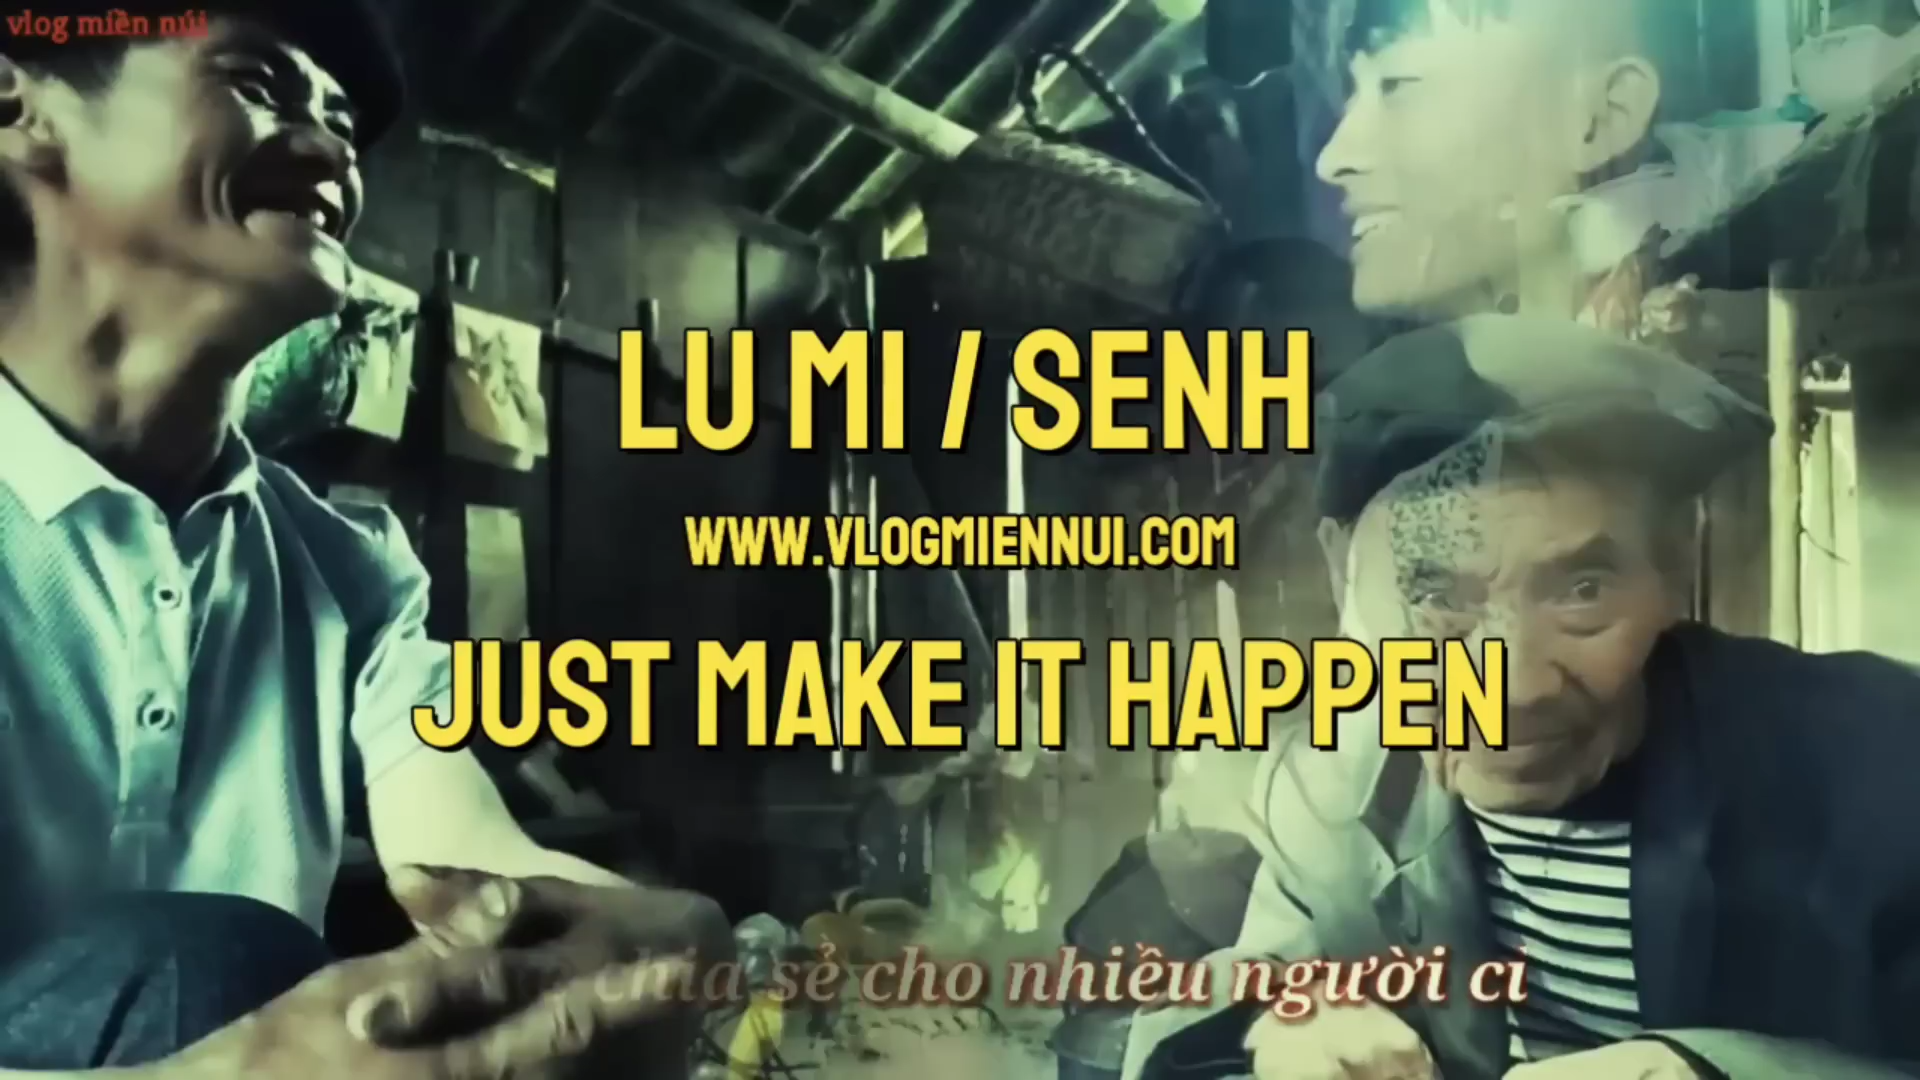 vlog miền núi
LU MI / SENH
WWW.VLOGMIENNUI.COM
JUST MAKE IT HAPPEN
chia sẻ cho nhiều người